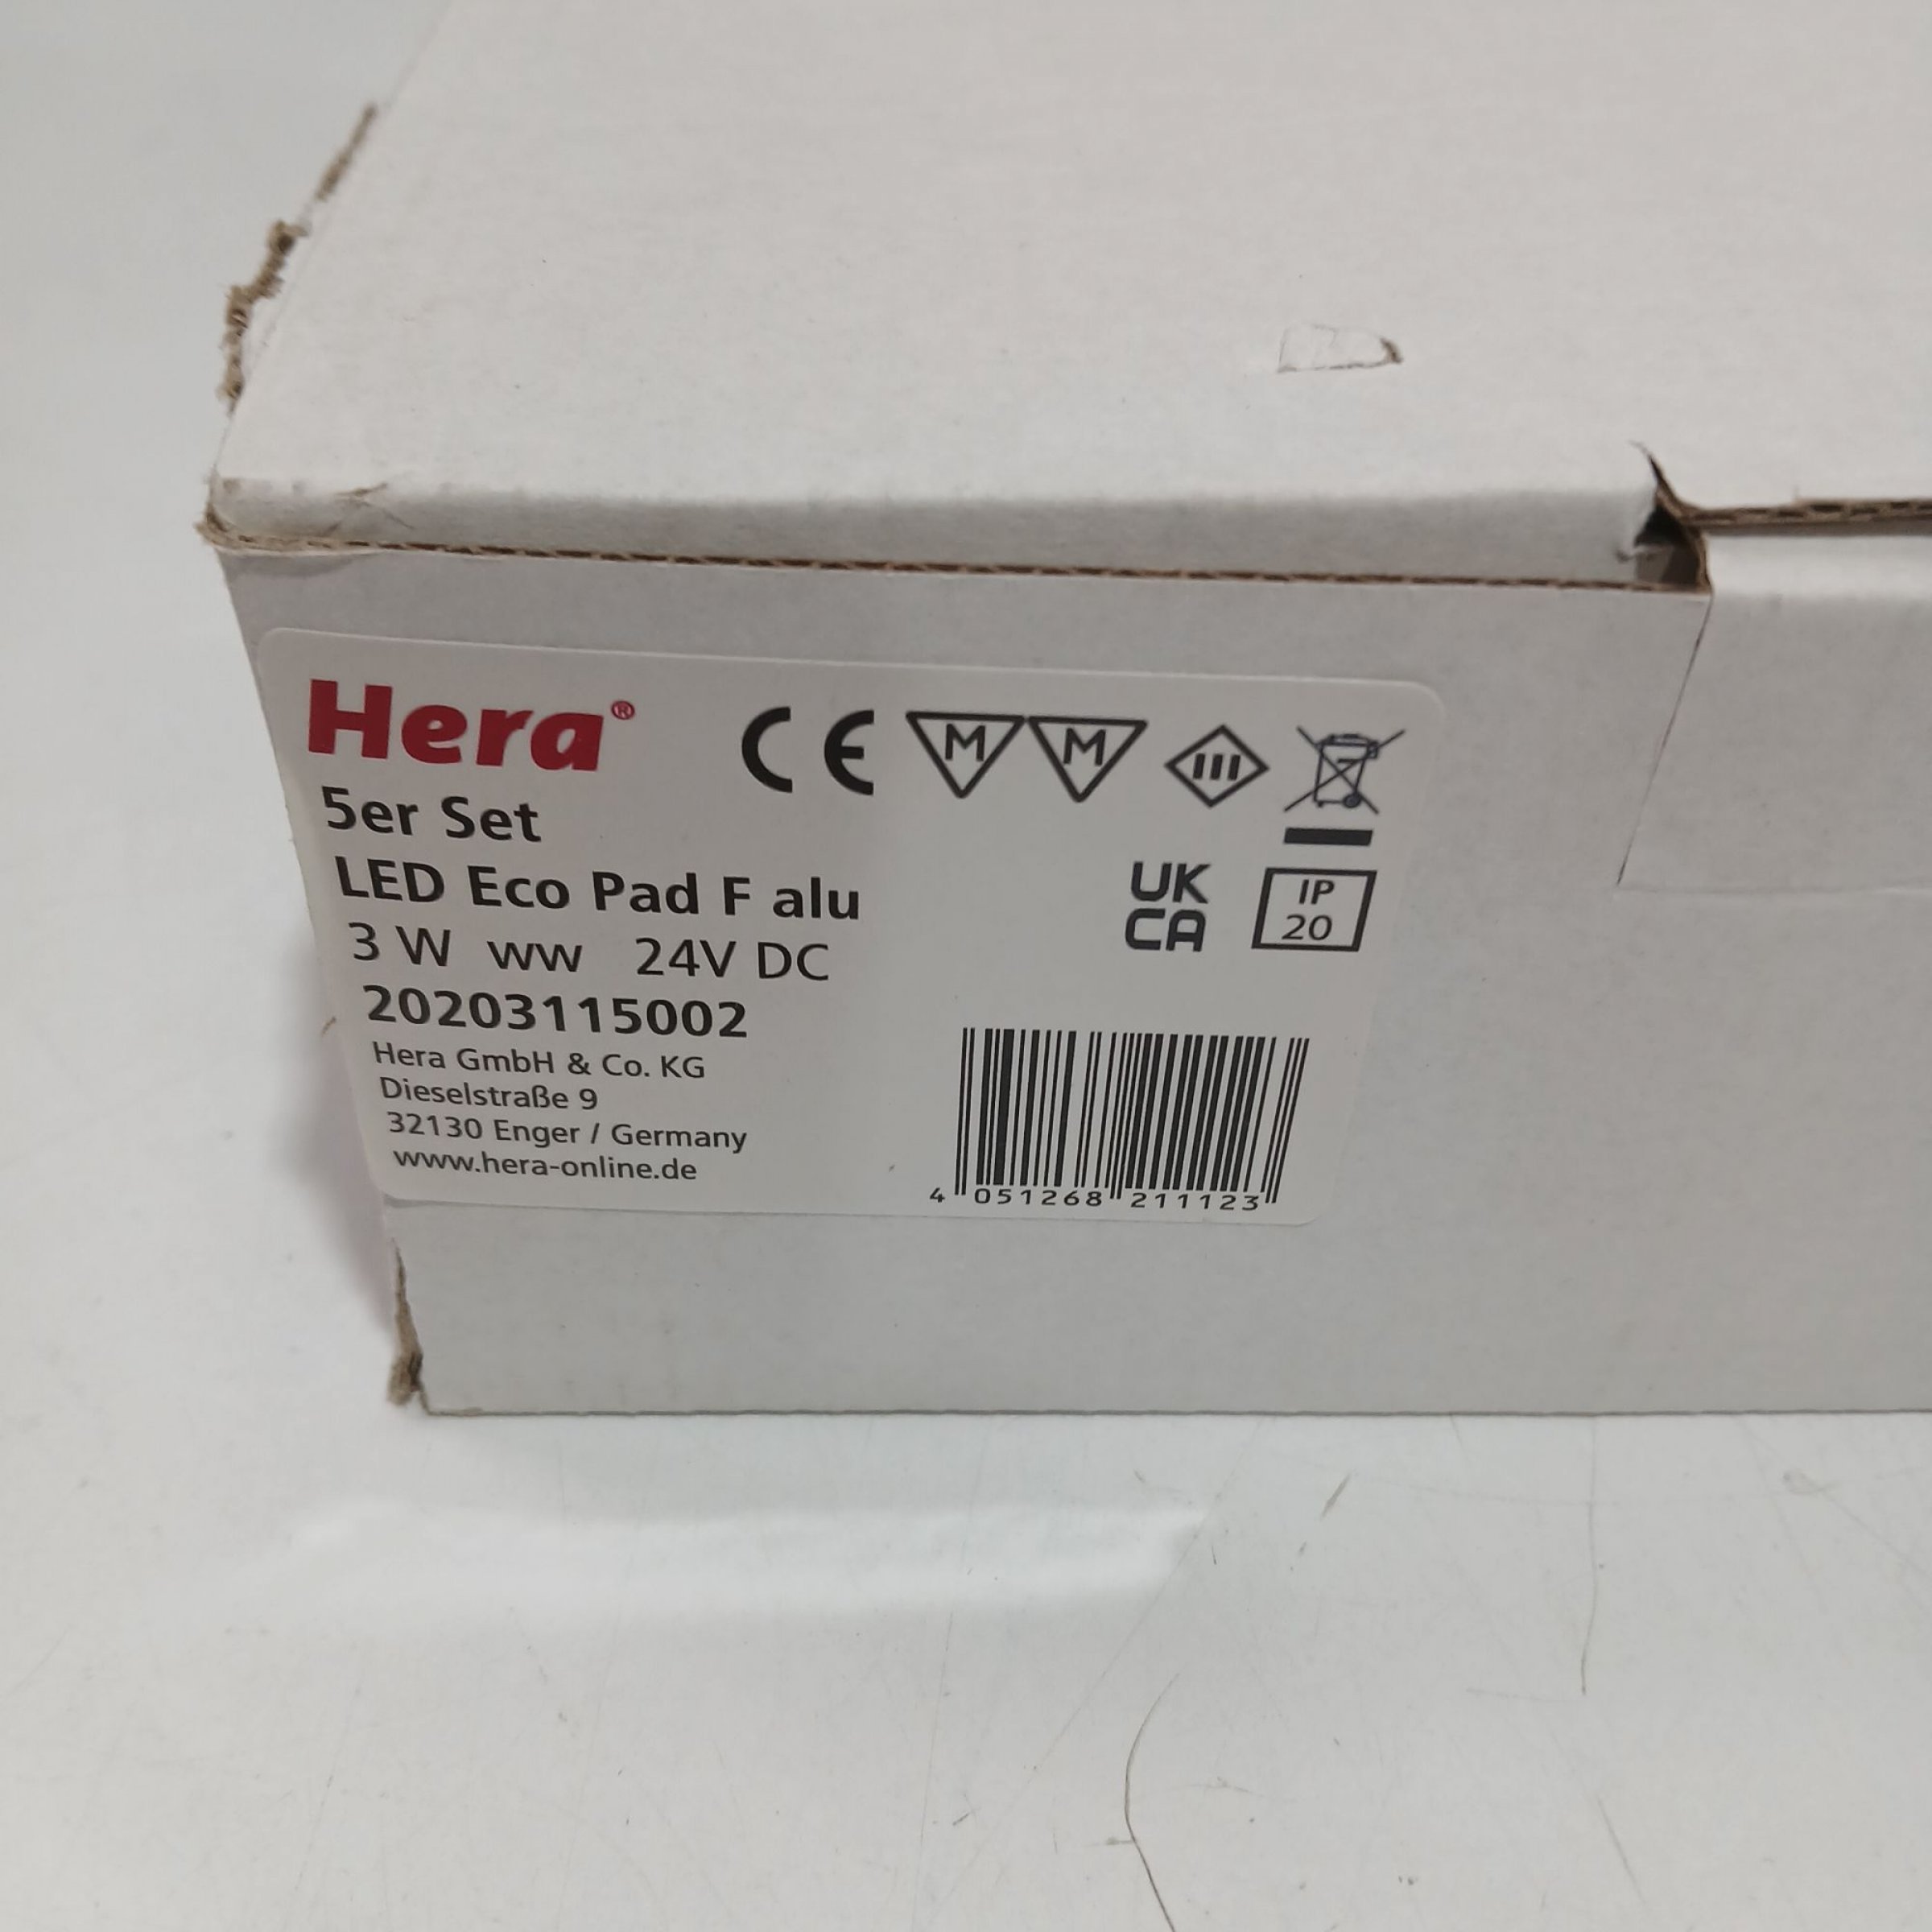 Hera®
CE M M III
5er Set
LED Eco Pad F alu
3 W ww 24V DC
20203115002
Hera GmbH & Co. KG
Dieselstraße 9
32130 Enger / Germany
www.hera-online.de
UK
CA
IP
20
4 051268 211123